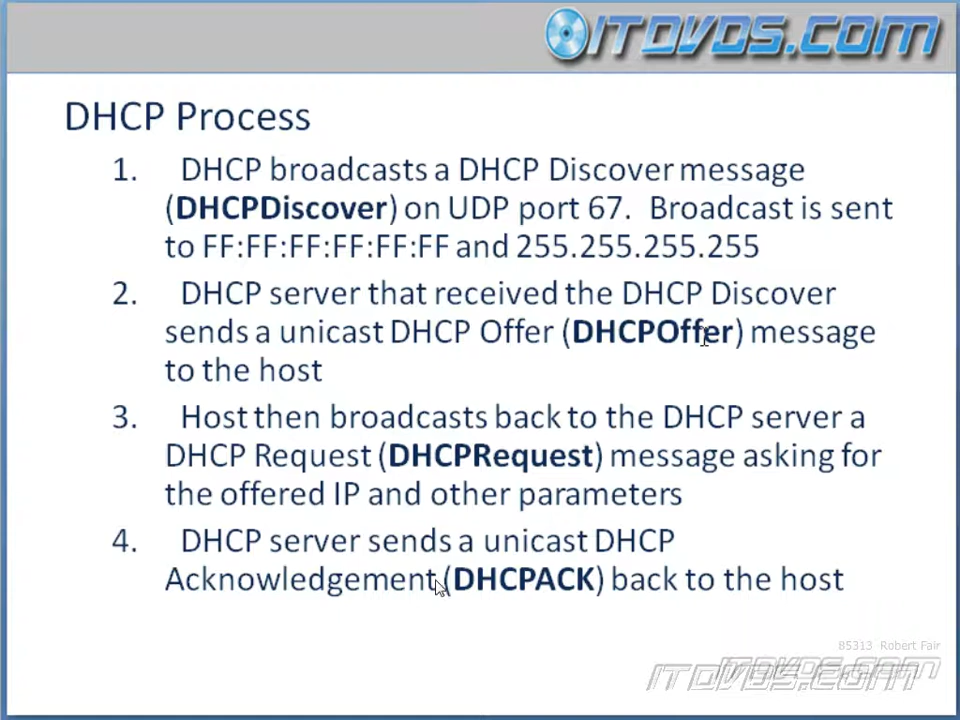 ITDVDS.COM
DHCP Process
1. DHCP broadcasts a DHCP Discover message
(DHCPDiscover) on UDP port 67. Broadcast is sent
to FF:FF:FF:FF:FF:FF and 255.255.255.255
2. DHCP server that received the DHCP Discover
sends a unicast DHCP Offer (DHCPOffer) message
to the host
3. Host then broadcasts back to the DHCP server a
DHCP Request (DHCPRequest) message asking for
the offered IP and other parameters
4. DHCP server sends a unicast DHCP
Acknowledgement (DHCPACK) back to the host
85313 Robert Fair
ITDVDS.COM
ITDVDS.COM